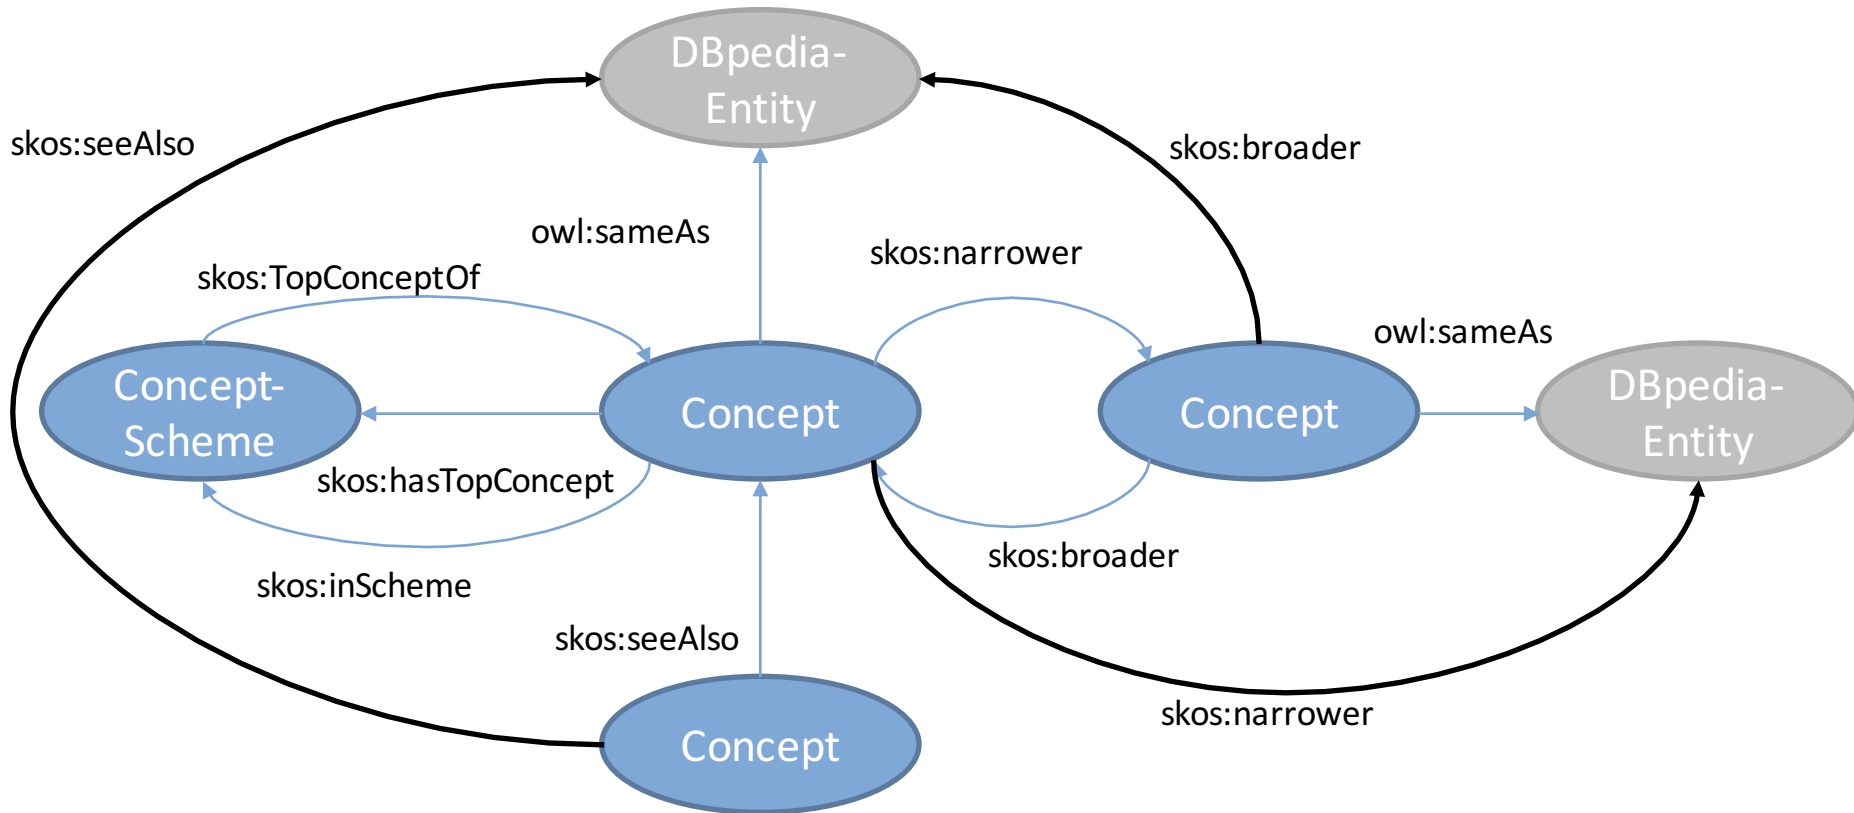 DBpedia-
Entity
skos:seeAlso
skos:broader
owl:sameAs
skos:narrower
skos:TopConceptOf
owl:sameAs
Concept-
Scheme
Concept
Concept
DBpedia-
Entity
skos:hasTopConcept
skos:broader
skos:inScheme
skos:seeAlso
skos:narrower
Concept